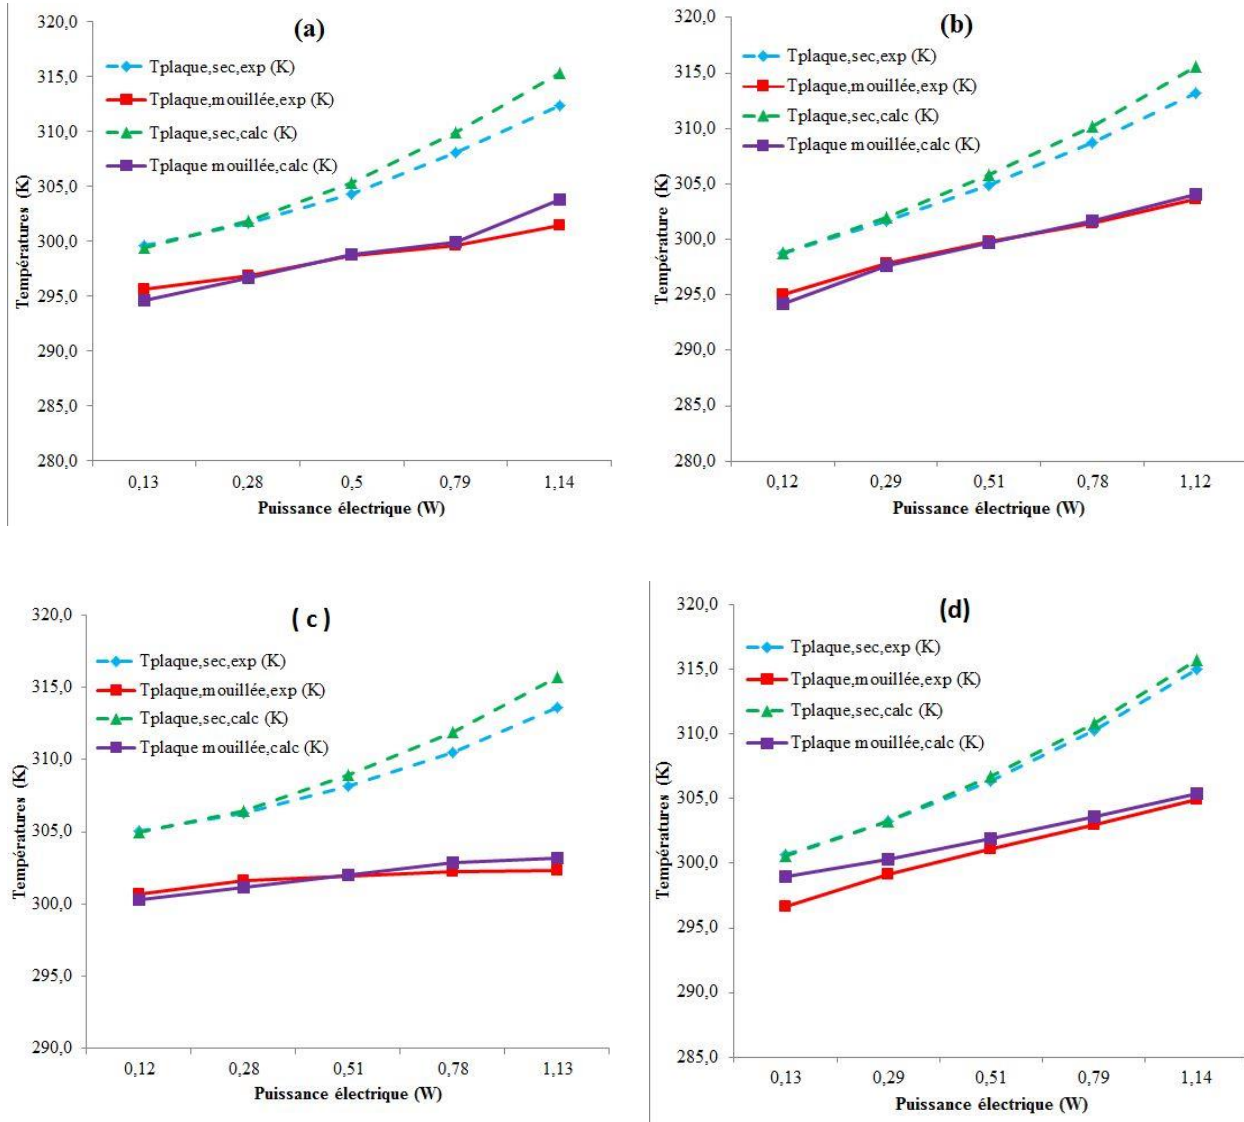 (a)
Tplaque,sec,exp (K)
Tplaque,mouillée,exp (K)
Tplaque,sec,calc (K)
Tplaque mouillée,calc (K)
Températures (K)
320,0
315,0
310,0
305,0
300,0
295,0
290,0
285,0
280,0
0,13 0,28 0,5 0,79 1,14
Puissance électrique (W)
(b)
Tplaque,sec,exp (K)
Tplaque,mouillée,exp (K)
Tplaque,sec,calc (K)
Tplaque mouillée,calc (K)
Température (K)
320,0
315,0
310,0
305,0
300,0
295,0
290,0
285,0
280,0
0,12 0,29 0,51 0,78 1,12
Puissance électrique (W)
( c )
Tplaque,sec,exp (K)
Tplaque,mouillée,exp (K)
Tplaque,sec,calc (K)
Tplaque mouillée,calc (K)
Températures (K)
320,0
315,0
310,0
305,0
300,0
295,0
290,0
0,12 0,28 0,51 0,78 1,13
Puissance électrique (W)
(d)
Tplaque,sec,exp (K)
Tplaque,mouillée,exp (K)
Tplaque,sec,calc (K)
Tplaque mouillée,calc (K)
Températures (K)
320,0
315,0
310,0
305,0
300,0
295,0
290,0
285,0
0,13 0,29 0,51 0,79 1,14
Puissance électrique (W)